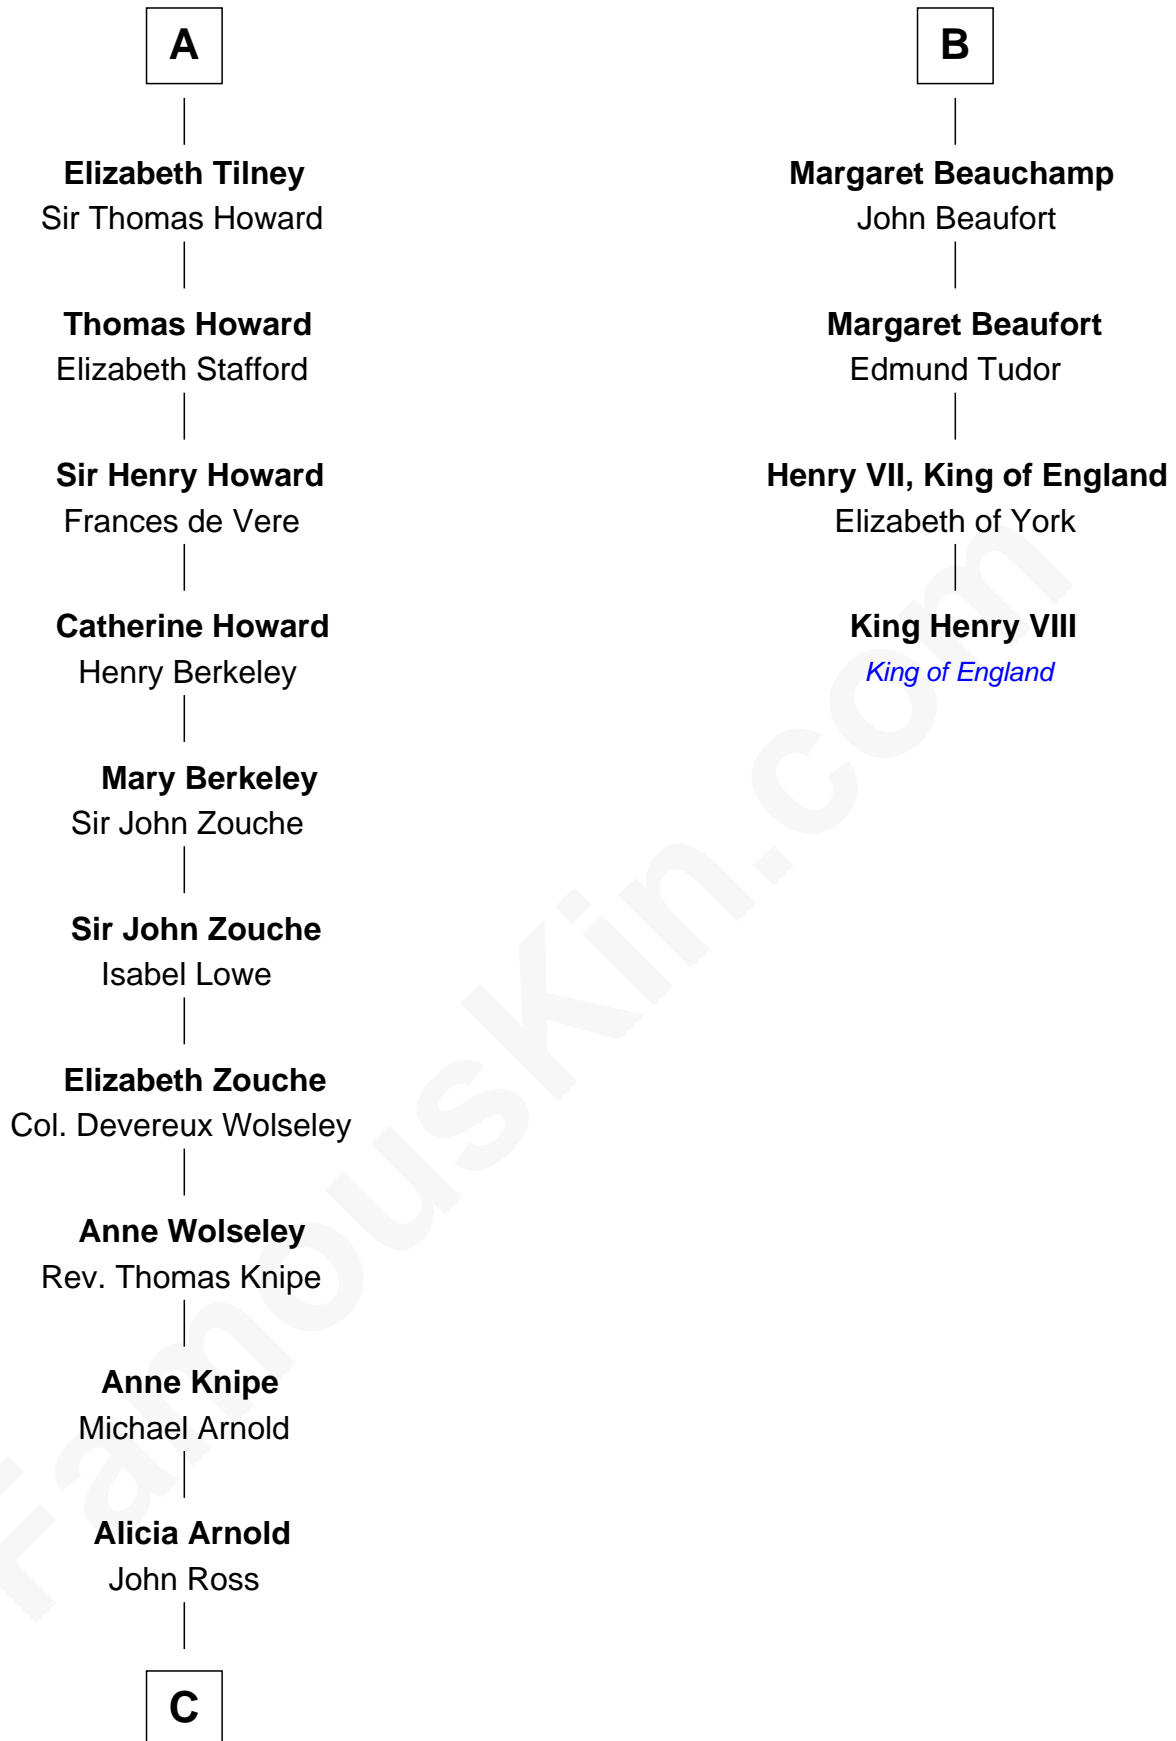 A
Elizabeth Tilney
Sir Thomas Howard
Thomas Howard
Elizabeth Stafford
Sir Henry Howard
Frances de Vere
Catherine Howard
Henry Berkeley
Mary Berkeley
Sir John Zouche
Sir John Zouche
Isabel Lowe
Elizabeth Zouche
Col. Devereux Wolseley
Anne Wolseley
Rev. Thomas Knipe
Anne Knipe
Michael Arnold
Alicia Arnold
John Ross
C
B
Margaret Beauchamp
John Beaufort
Margaret Beaufort
Edmund Tudor
Henry VII, King of England
Elizabeth of York
King Henry VIII
King of England
FamousKin.com